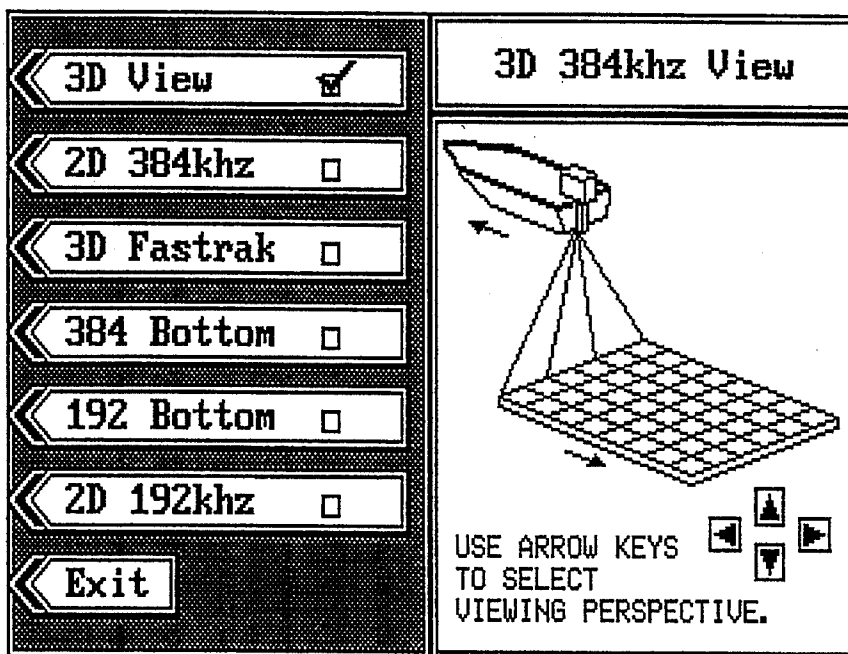 3D View
2D 384khz
3D Fastrak
384 Bottom
192 Bottom
2D 192khz
Exit
3D 384khz View
USE ARROW KEYS
TO SELECT
VIEWING PERSPECTIVE.